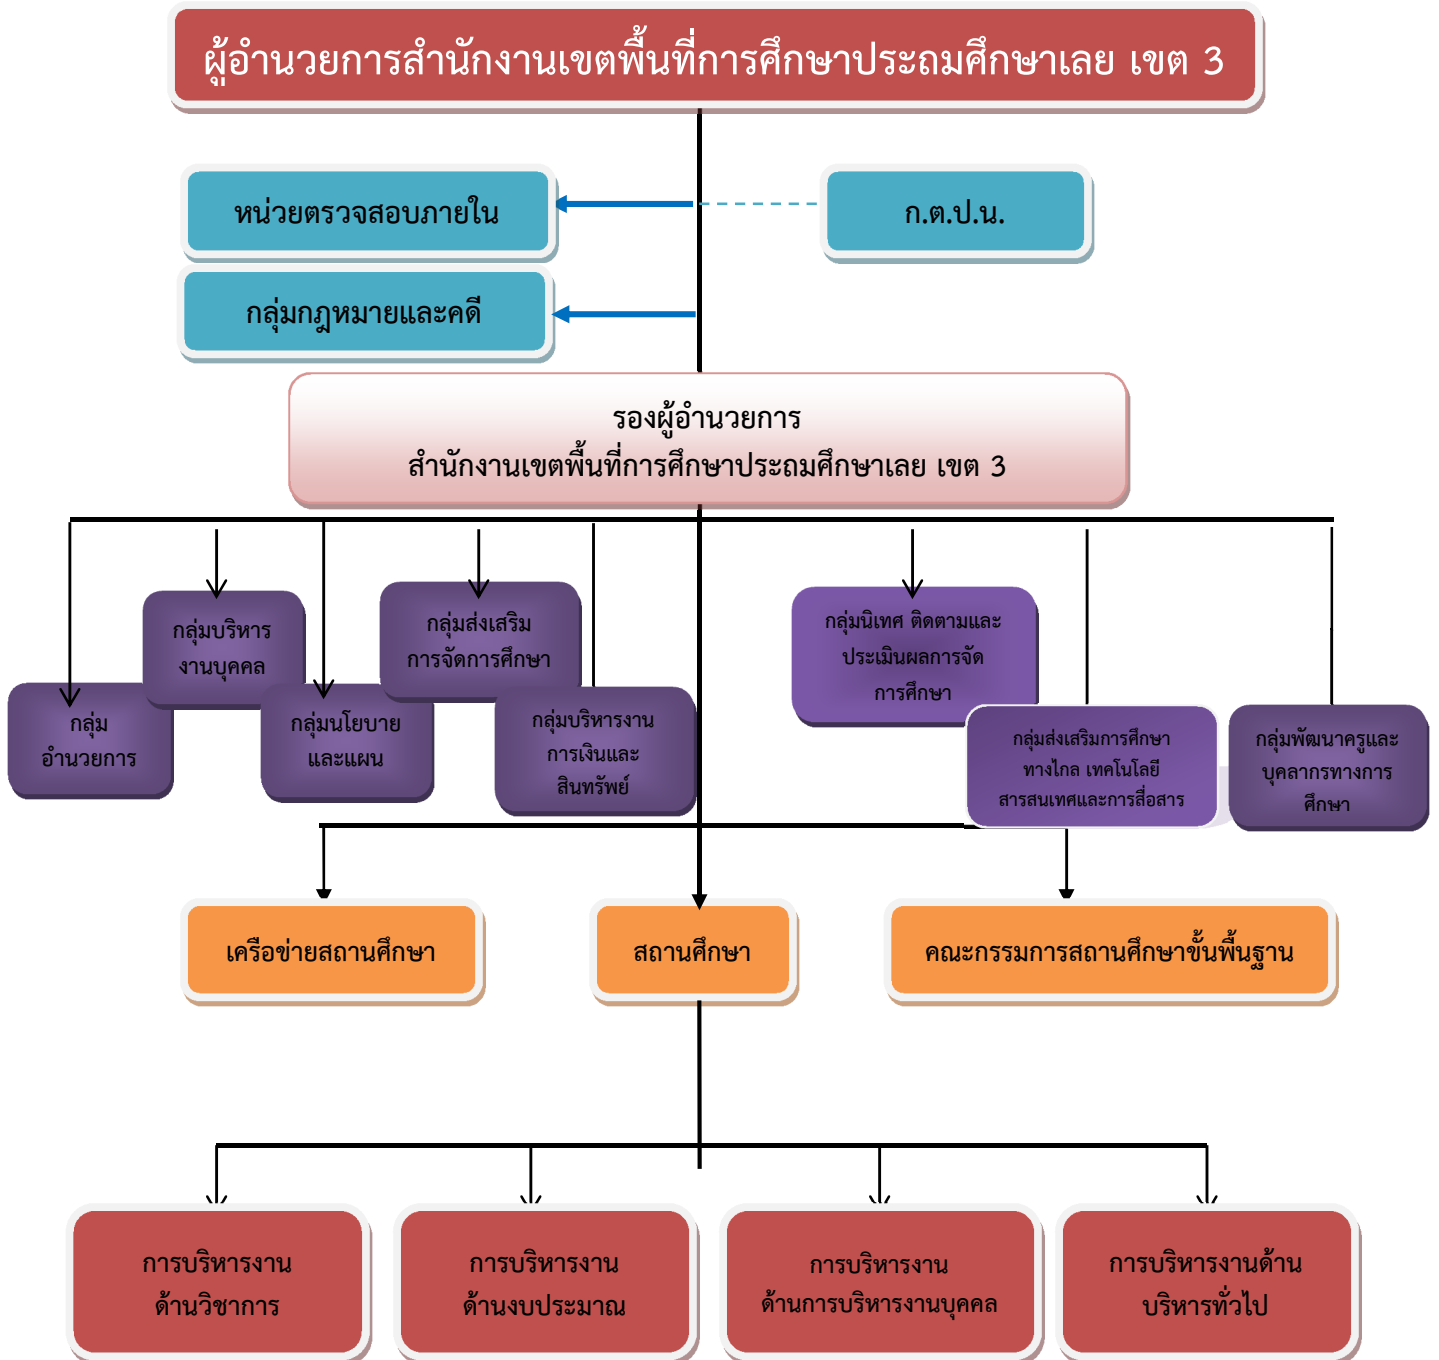 ผู้อำนวยการสำนักงานเขตพื้นที่การศึกษาประถมศึกษาเลย เขต 3
หน่วยตรวจสอบภายใน
ก.ต.ป.น.
กลุ่มกฎหมายและคดี
รองผู้อำนวยการ
สำนักงานเขตพื้นที่การศึกษาประถมศึกษาเลย เขต 3
กลุ่ม
อำนวยการ
กลุ่มบริหาร
งานบุคคล
กลุ่มนโยบาย
และแผน
กลุ่มส่งเสริม
การจัดการศึกษา
กลุ่มบริหารงาน
การเงินและ
สินทรัพย์
กลุ่มนิเทศ ติดตามและ
ประเมินผลการจัด
การศึกษา
กลุ่มส่งเสริมการศึกษา
ทางไกล เทคโนโลยี
สารสนเทศและการสื่อสาร
กลุ่มพัฒนาครูและ
บุคลากรทางการ
ศึกษา
เครือข่ายสถานศึกษา
สถานศึกษา
คณะกรรมการสถานศึกษาขั้นพื้นฐาน
การบริหารงาน
ด้านวิชาการ
การบริหารงาน
ด้านงบประมาณ
การบริหารงาน
ด้านการบริหารงานบุคคล
การบริหารงานด้าน
บริหารทั่วไป